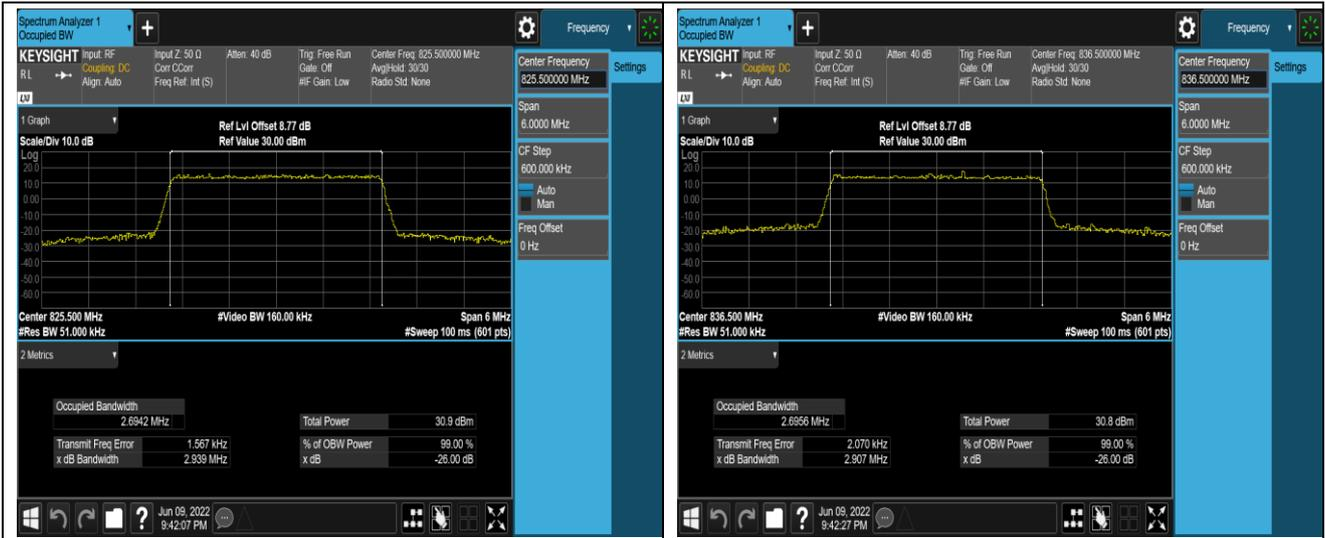 Spectrum Analyzer 1
Occupied BW
+
Frequency
KEYSIGHT Input: RF Input Z: 50 Ω Atten: 40 dB Trig: Free Run Center Freq: 825.500000 MHz
RL Coupling: DC Corr CCorr Gate: Off Avg|Hold: 30/30
Align: Auto Freq Ref: Int (S) #IF Gain: Low Radio Std: None
LXI
Center Frequency
825.500000 MHz
Settings
Span
6.0000 MHz
CF Step
600.000 kHz
Auto
Man
Freq Offset
0 Hz
1 Graph
Ref Lvl Offset 8.77 dB
Scale/Div 10.0 dB Ref Value 30.00 dBm
Log
20.0
10.0
0.00
-10.0
-20.0
-30.0
-40.0
-50.0
-60.0
Center 825.500 MHz #Video BW 160.00 kHz Span 6 MHz
#Res BW 51.000 kHz #Sweep 100 ms (601 pts)
2 Metrics
Occupied Bandwidth
2.6942 MHz Total Power 30.9 dBm
Transmit Freq Error 1.567 kHz % of OBW Power 99.00 %
x dB Bandwidth 2.939 MHz x dB -26.00 dB
? Jun 09, 2022
9:42:07 PM
Spectrum Analyzer 1
Occupied BW
+
Frequency
KEYSIGHT Input: RF Input Z: 50 Ω Atten: 40 dB Trig: Free Run Center Freq: 836.500000 MHz
RL Coupling: DC Corr CCorr Gate: Off Avg|Hold: 30/30
Align: Auto Freq Ref: Int (S) #IF Gain: Low Radio Std: None
LXI
Center Frequency
836.500000 MHz
Settings
Span
6.0000 MHz
CF Step
600.000 kHz
Auto
Man
Freq Offset
0 Hz
1 Graph
Ref Lvl Offset 8.77 dB
Scale/Div 10.0 dB Ref Value 30.00 dBm
Log
20.0
10.0
0.00
-10.0
-20.0
-30.0
-40.0
-50.0
-60.0
Center 836.500 MHz #Video BW 160.00 kHz Span 6 MHz
#Res BW 51.000 kHz #Sweep 100 ms (601 pts)
2 Metrics
Occupied Bandwidth
2.6956 MHz Total Power 30.8 dBm
Transmit Freq Error 2.070 kHz % of OBW Power 99.00 %
x dB Bandwidth 2.907 MHz x dB -26.00 dB
? Jun 09, 2022
9:42:27 PM